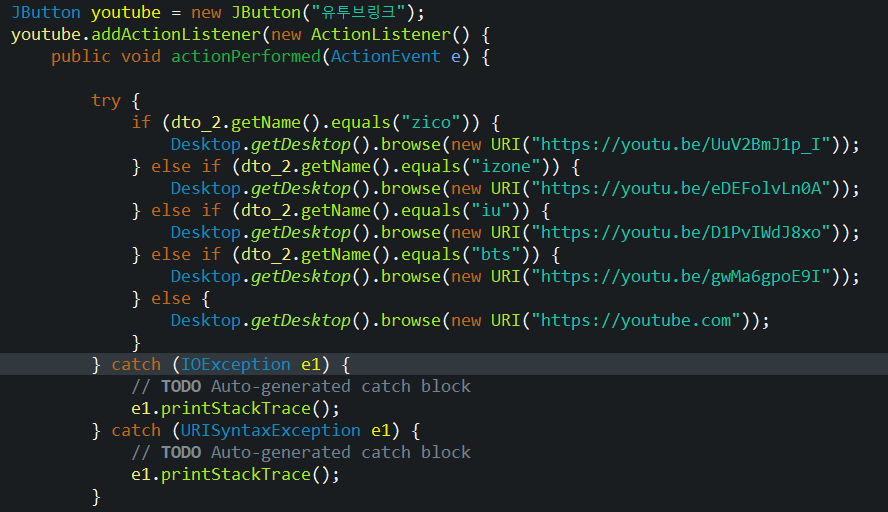 JButton youtube = new JButton("유투브링크");
youtube.addActionListener(new ActionListener() {
    public void actionPerformed(ActionEvent e) {

        try {
            if (dto_2.getName().equals("zico")) {
                Desktop.getDesktop().browse(new URI("https://youtu.be/UuV2BmJ1p_I"));
            } else if (dto_2.getName().equals("izone")) {
                Desktop.getDesktop().browse(new URI("https://youtu.be/eDEFolvLn0A"));
            } else if (dto_2.getName().equals("iu")) {
                Desktop.getDesktop().browse(new URI("https://youtu.be/D1PvIWdJ8xo"));
            } else if (dto_2.getName().equals("bts")) {
                Desktop.getDesktop().browse(new URI("https://youtu.be/gwMa6gpoE9I"));
            } else {
                Desktop.getDesktop().browse(new URI("https://youtube.com"));
            }
        } catch (IOException e1) {
            // TODO Auto-generated catch block
            e1.printStackTrace();
        } catch (URISyntaxException e1) {
            // TODO Auto-generated catch block
            e1.printStackTrace();
        }